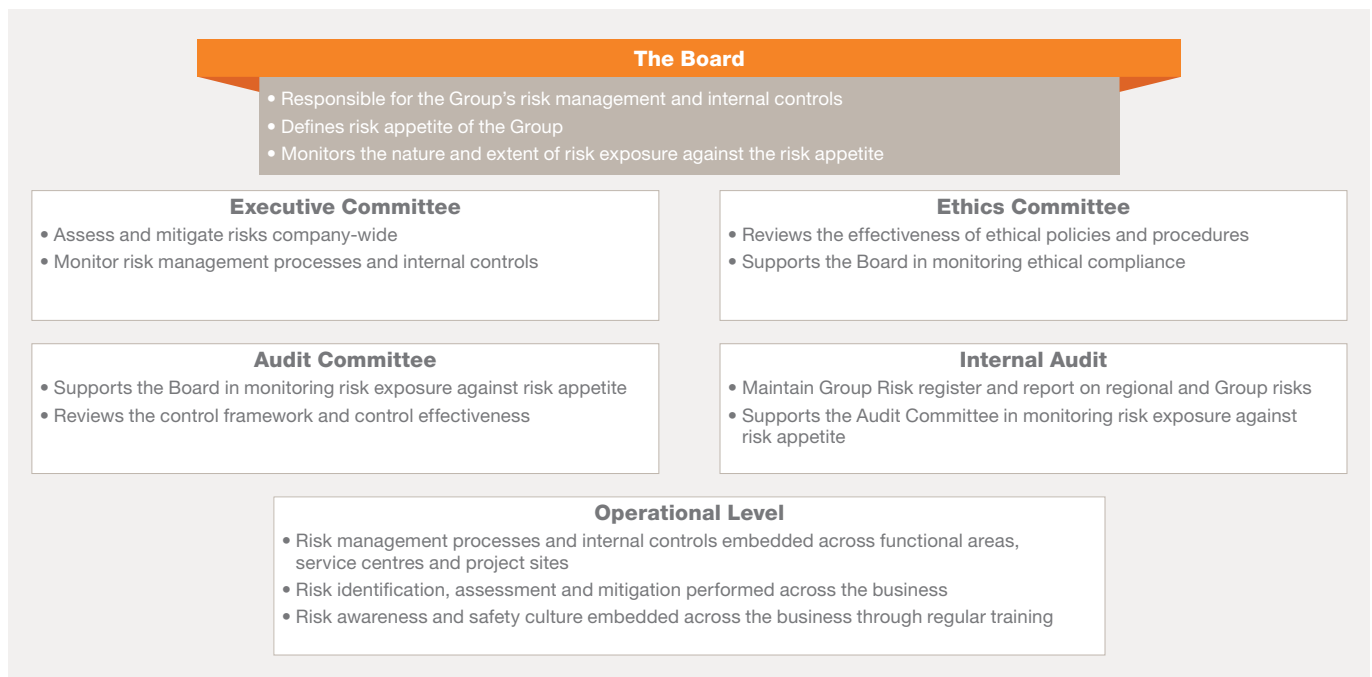 The Board
• Responsible for the Group’s risk management and internal controls
• Defines risk appetite of the Group
• Monitors the nature and extent of risk exposure against the risk appetite
Executive Committee
• Assess and mitigate risks company-wide
• Monitor risk management processes and internal controls
Ethics Committee
• Reviews the effectiveness of ethical policies and procedures
• Supports the Board in monitoring ethical compliance
Audit Committee
• Supports the Board in monitoring risk exposure against risk appetite
• Reviews the control framework and control effectiveness
Internal Audit
• Maintain Group Risk register and report on regional and Group risks
• Supports the Audit Committee in monitoring risk exposure against
risk appetite
Operational Level
• Risk management processes and internal controls embedded across functional areas,
service centres and project sites
• Risk identification, assessment and mitigation performed across the business
• Risk awareness and safety culture embedded across the business through regular training